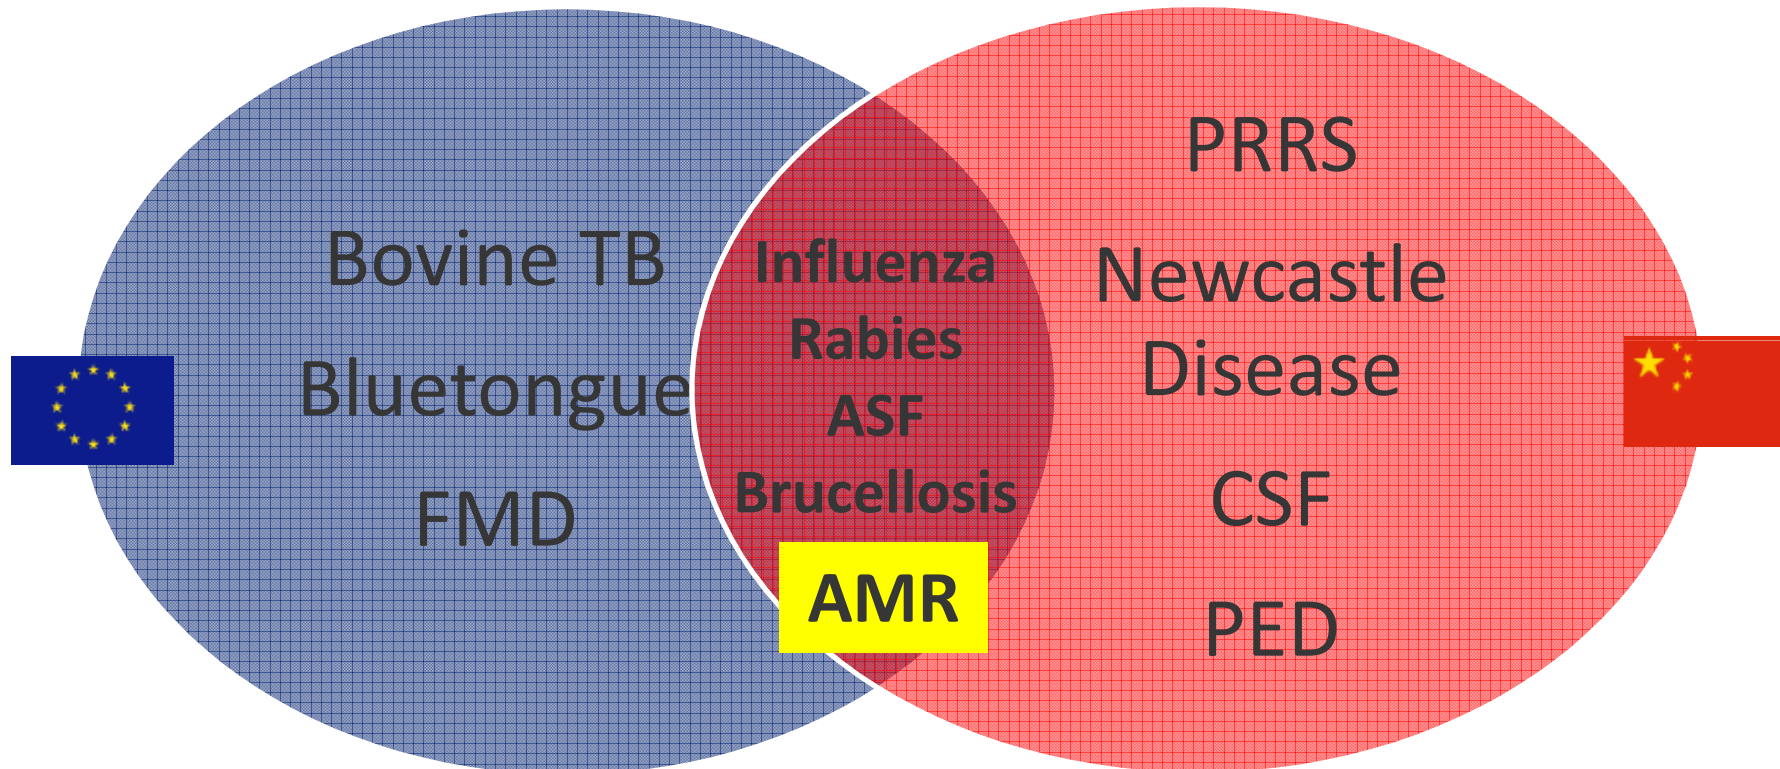 Bovine TB
Bluetongue
FMD
Influenza
Rabies
ASF
Brucellosis
AMR
PRRS
Newcastle
Disease
CSF
PED